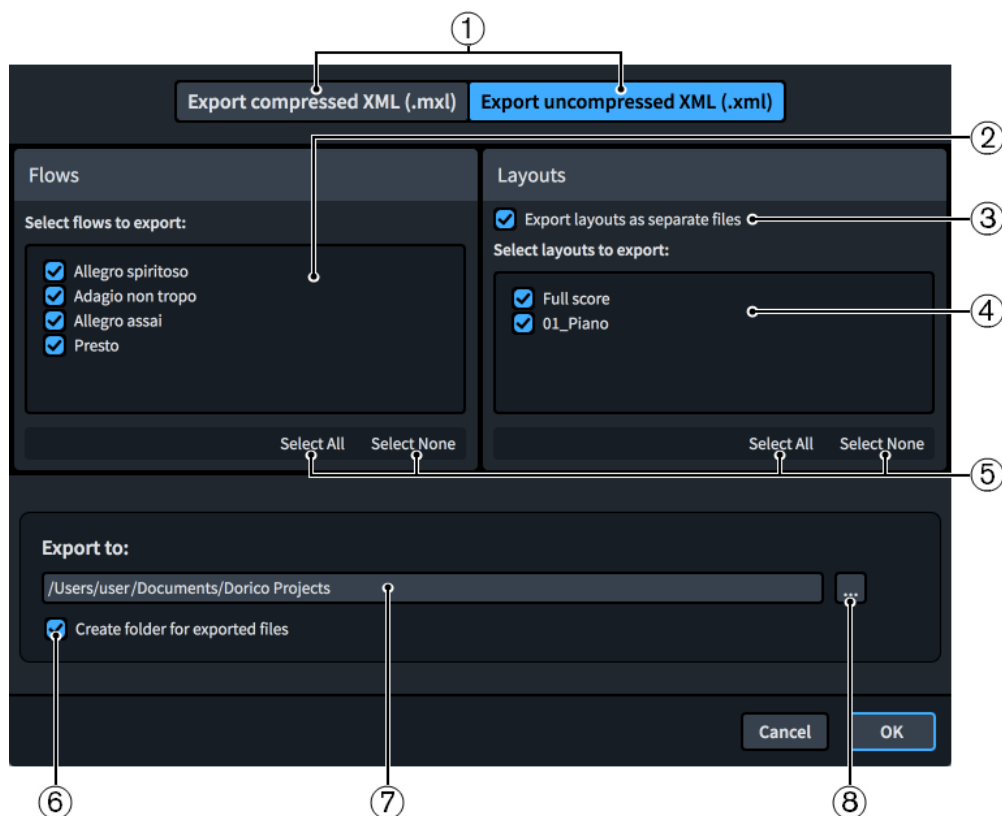 ①
Export compressed XML (.mxl) Export uncompressed XML (.xml)
②
Flows
Layouts
Select flows to export:
Export layouts as separate files
③
Select layouts to export:
Allegro spiritoso
Adagio non tropo
Allegro assai
Presto
Full score
01_Piano
④
Select All Select None
Select All Select None
⑤
Export to:
/Users/user/Documents/Dorico Projects
...
Create folder for exported files
Cancel OK
⑥ ⑦ ⑧